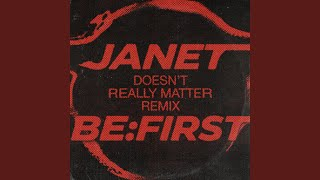 JANET
DOESN'T
REALLY MATTER
REMIX
BE:FIRST